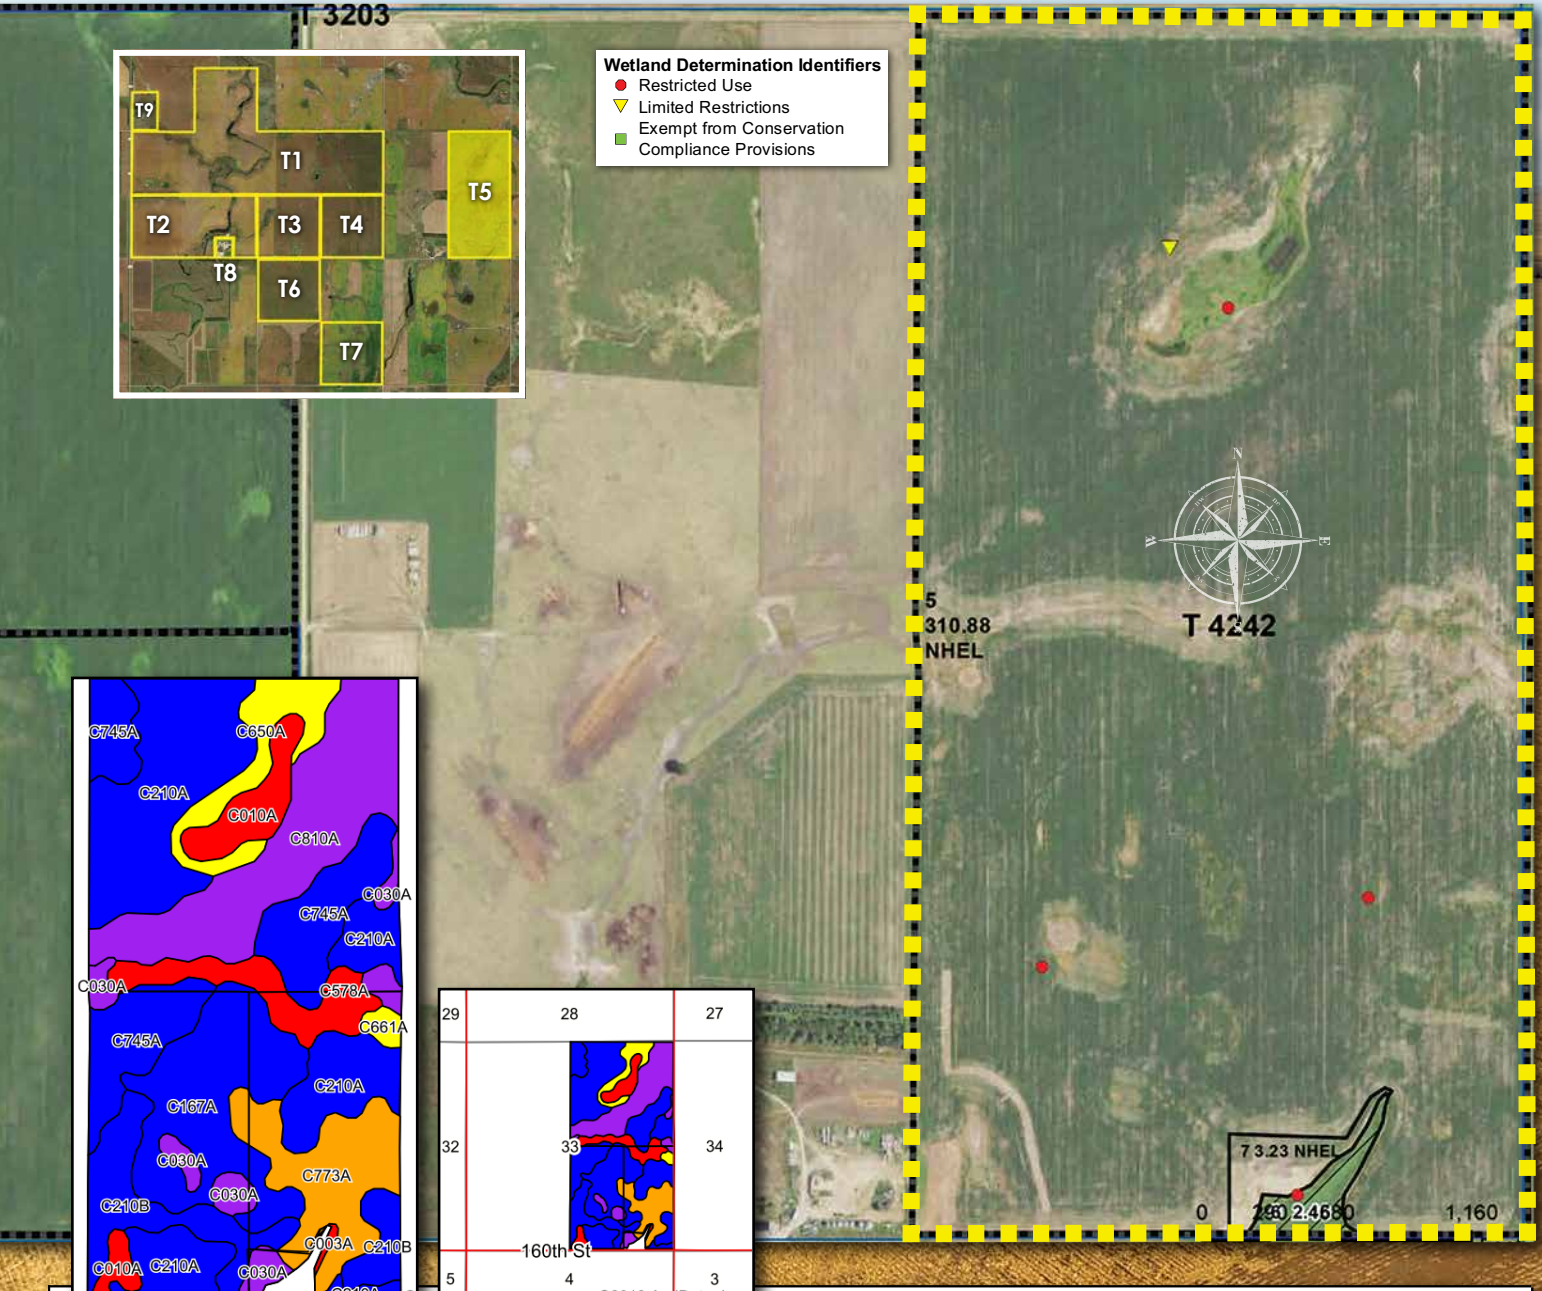 T 3203
T9
T1
T5
T2
T3
T4
T8
T6
T7
Wetland Determination Identifiers
Restricted Use
Limited Restrictions
Exempt from Conservation
Compliance Provisions
N
E
5
310.88
NHEL
T 4242
7 3.23 NHEL
0
1,160
C745A
C650A
C210A
C010A
C810A
C030A
C745A
C210A
C030A
C578A
C661A
C745A
C210A
C167A
C030A
C773A
C030A
C210B
C003A
C210B
C010A
C210A
C030A
29
28
27
32
33
34
160th St
5
4
3